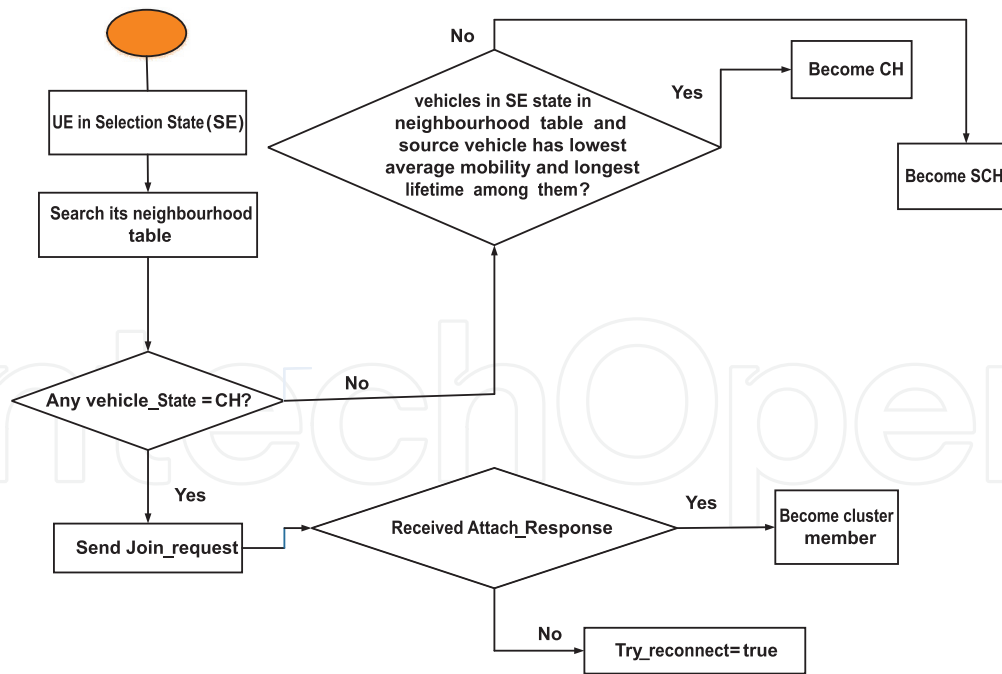 UE in Selection State (SE)
Search its neighbourhood
table
Any vehicle_State = CH?
No
Yes
Send Join_request
vehicles in SE state in
neighbourhood table and
source vehicle has lowest
average mobility and longest
lifetime among them?
No
Yes
Become CH
Become SCH
Received Attach_Response
Yes
Become cluster
member
No
Try_reconnect=true
ntechOpe